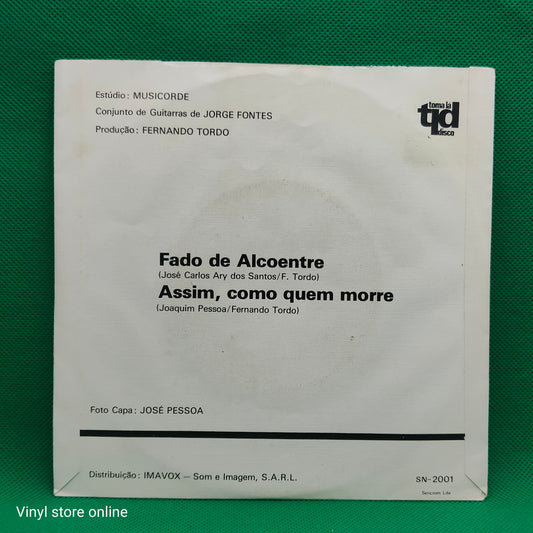 Estúdio: MUSICORDE
Conjunto de Guitarras de JORGE FONTES
Produção: FERNANDO TORDO
toma lá
tld
disco
Fado de Alcoentre
(José Carlos Ary dos Santos/F. Tordo)
Assim, como quem morre
(Joaquim Pessoa/Fernando Tordo)
Foto Capa: JOSÉ PESSOA
Distribuição: IMAVOX — Som e Imagem, S.A.R.L.
SN-2001
Vinyl store online